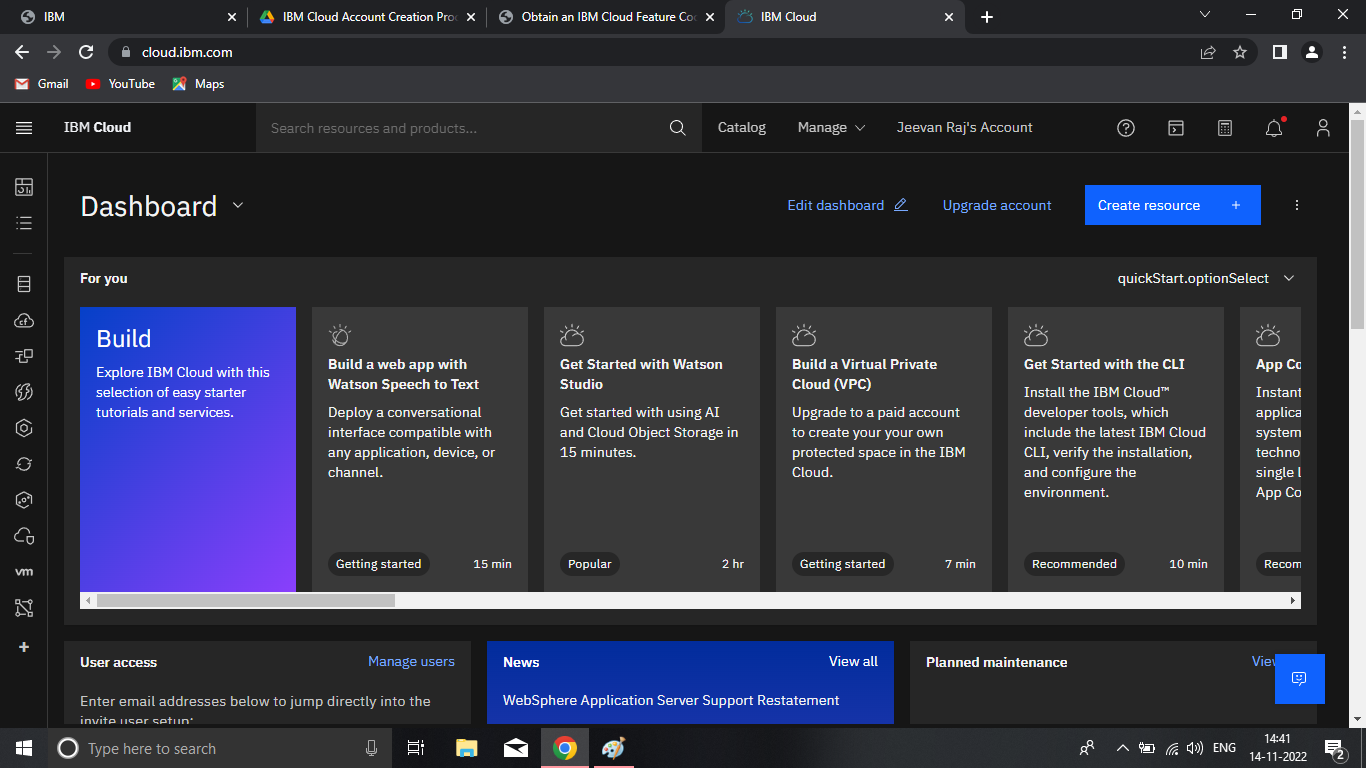 IBM
IBM Cloud Account Creation Proc
Obtain an IBM Cloud Feature Co
IBM Cloud
cloud.ibm.com
Gmail
YouTube
Maps
IBM Cloud
Search resources and products...
Catalog
Manage
Jeevan Raj's Account
Dashboard
Edit dashboard
Upgrade account
Create resource +
For you
quickStart.optionSelect
Build
Explore IBM Cloud with this
selection of easy starter
tutorials and services.
Build a web app with
Watson Speech to Text
Deploy a conversational
interface compatible with
any application, device, or
channel.
Getting started
15 min
Get Started with Watson
Studio
Get started with using AI
and Cloud Object Storage in
15 minutes.
Popular
2 hr
Build a Virtual Private
Cloud (VPC)
Upgrade to a paid account
to create your your own
protected space in the IBM
Cloud.
Getting started
7 min
Get Started with the CLI
Install the IBM Cloud™
developer tools, which
include the latest IBM Cloud
CLI, verify the installation,
and configure the
environment.
Recommended
10 min
App Co
Instant
applica
system
techno
single l
App Co
Recom
cf
vm
User access
Manage users
Enter email addresses below to jump directly into the
invite user setup:
News
View all
WebSphere Application Server Support Restatement
Planned maintenance
View
Type here to search
ENG
14:41
14-11-2022
2